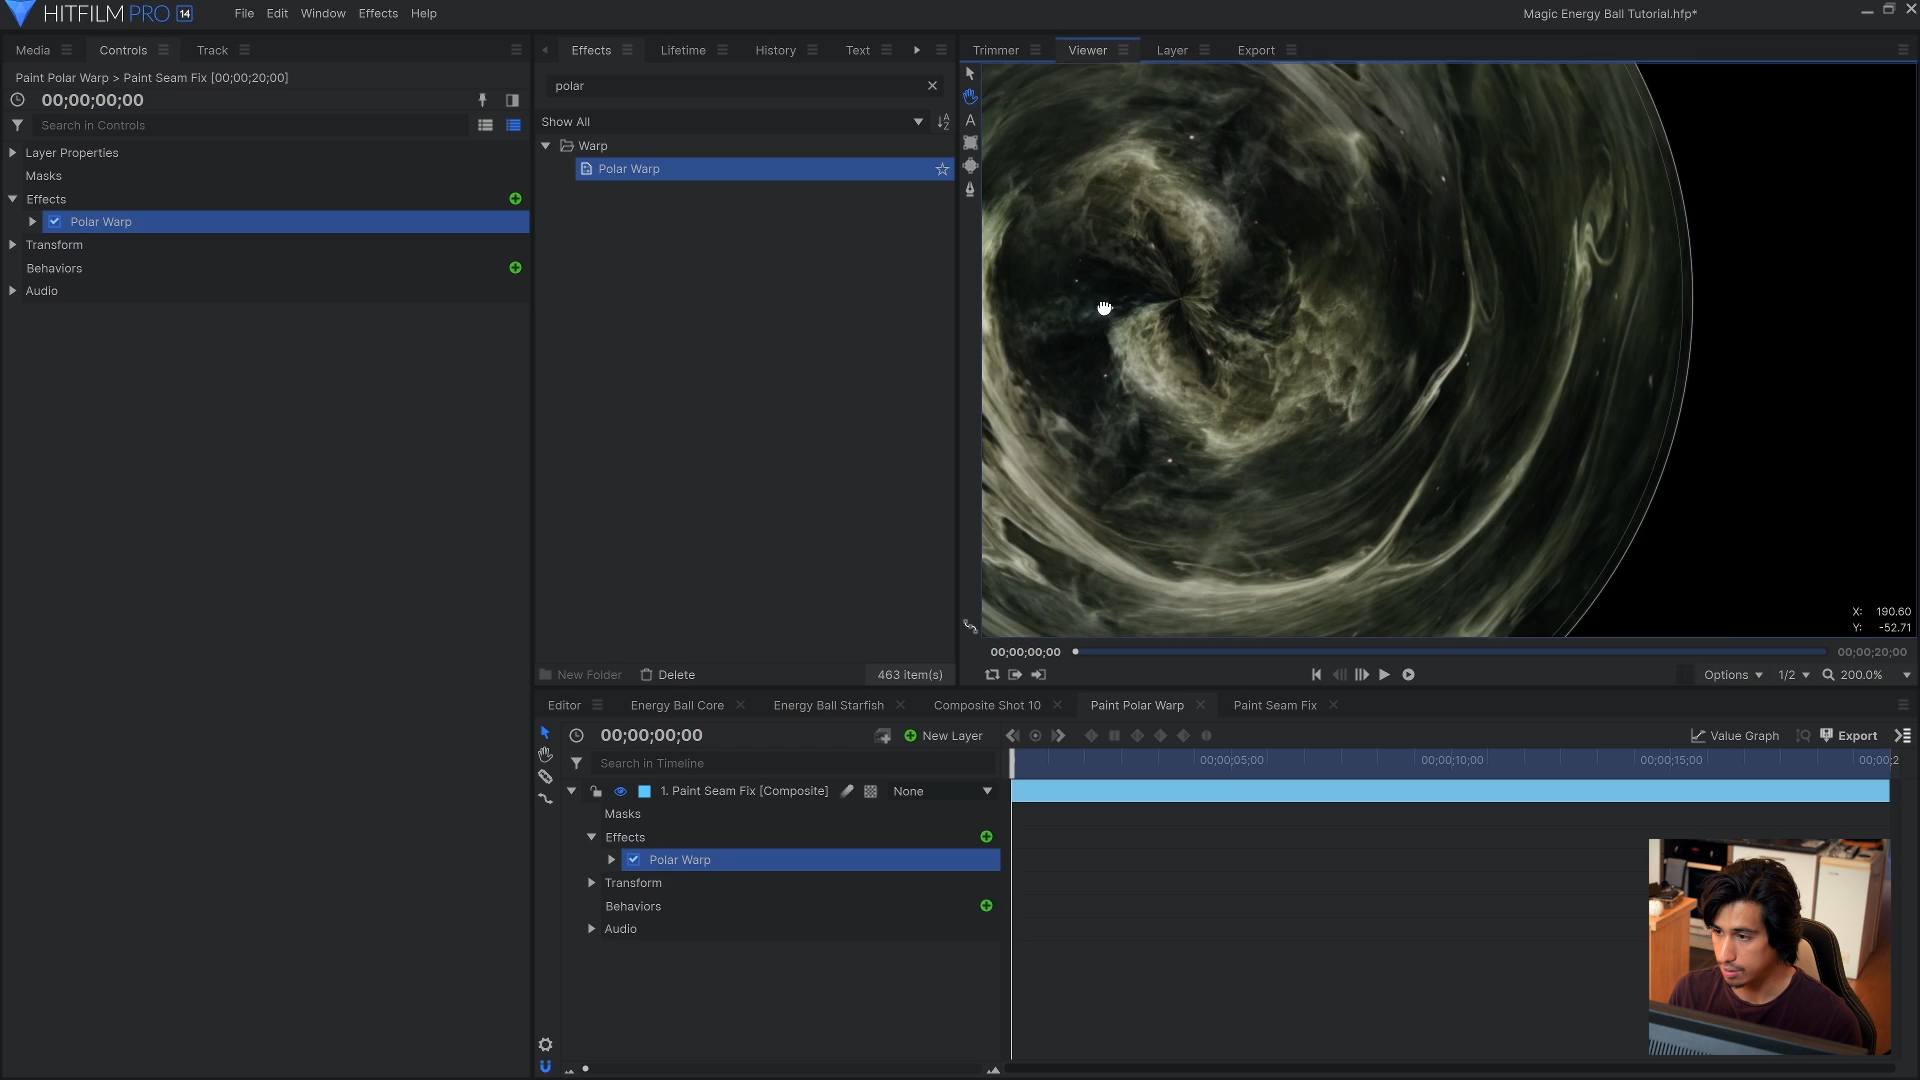 HITFILM PRO 14
File Edit Window Effects Help
Magic Energy Ball Tutorial.hfp*
Media Controls Track
Paint Polar Warp > Paint Seam Fix [00;00;20;00]
00;00;00;00
Search in Controls
Layer Properties
Masks
Effects
Polar Warp
Transform
Behaviors
Audio
Effects Lifetime History Text
polar
Show All
Warp
Polar Warp
New Folder Delete 463 item(s)
Trimmer Viewer Layer Export
A
X: 190.60
Y: -52.71
00;00;00;00 00;00;20;00
Options 1/2 200.0%
Editor Energy Ball Core Energy Ball Starfish Composite Shot 10 Paint Polar Warp Paint Seam Fix
00;00;00;00 New Layer Value Graph Export
Search in Timeline 00;00;05;00 00;00;10;00 00;00;15;00 00;00;2
1. Paint Seam Fix [Composite] None
Masks
Effects
Polar Warp
Transform
Behaviors
Audio